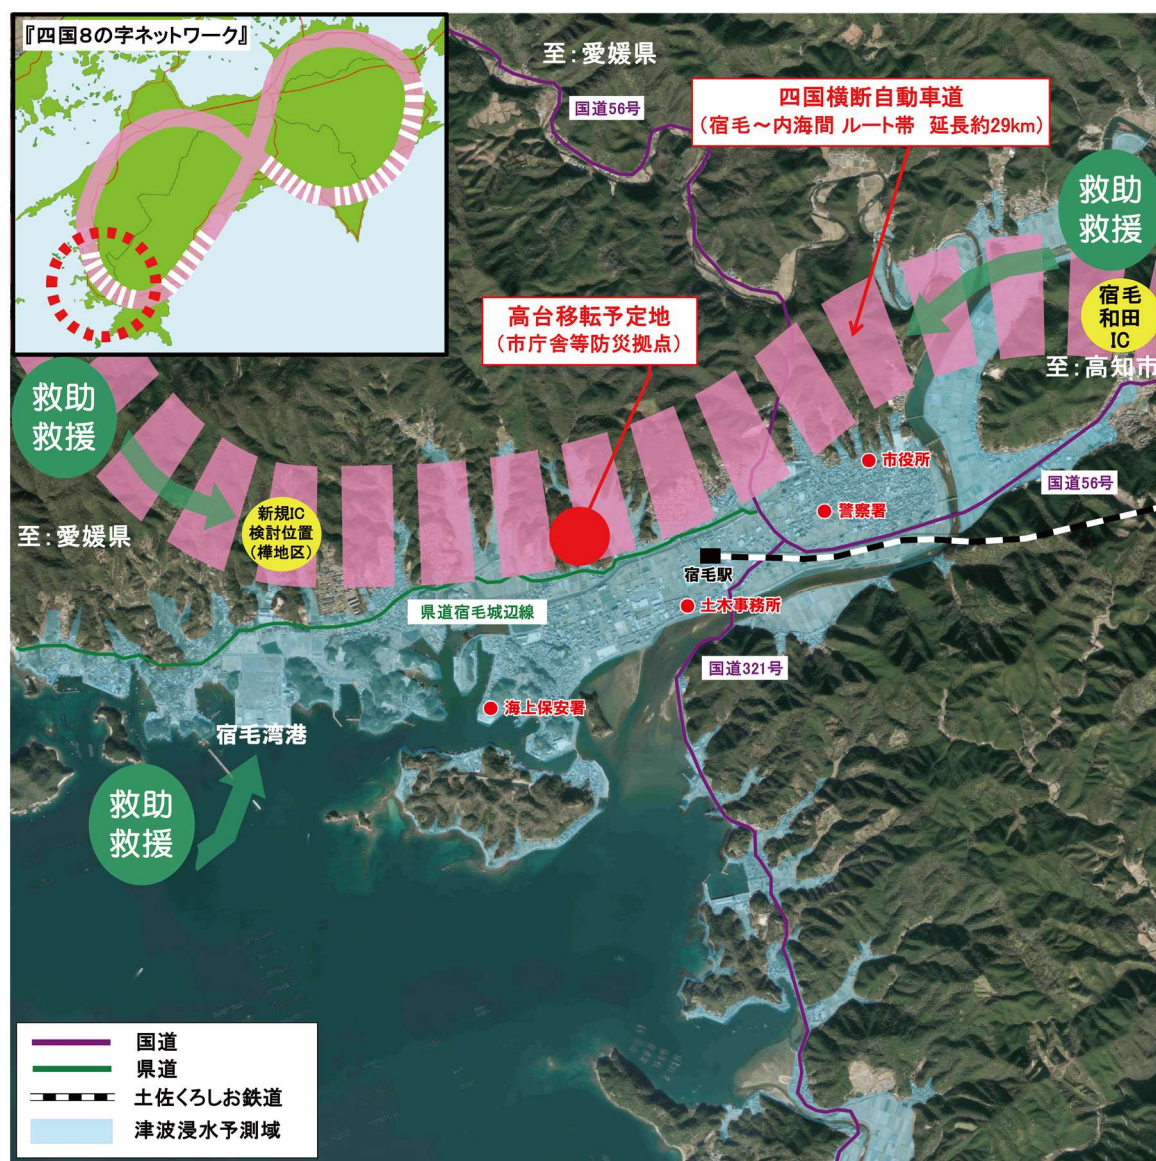 『四国8の字ネットワーク』
至：愛媛県
国道56号
四国横断自動車道
（宿毛～内海間 ルート帯 延長約29km）
救助
救援
宿毛
和田
IC
至：高知市
高台移転予定地
（市庁舎等防災拠点）
救助
救援
至：愛媛県
新規IC
検討位置
（樺地区）
市役所
国道56号
警察署
宿毛駅
県道宿毛城辺線
土木事務所
国道321号
海上保安署
宿毛湾港
救助
救援
国道
県道
土佐くろしお鉄道
津波浸水予測域